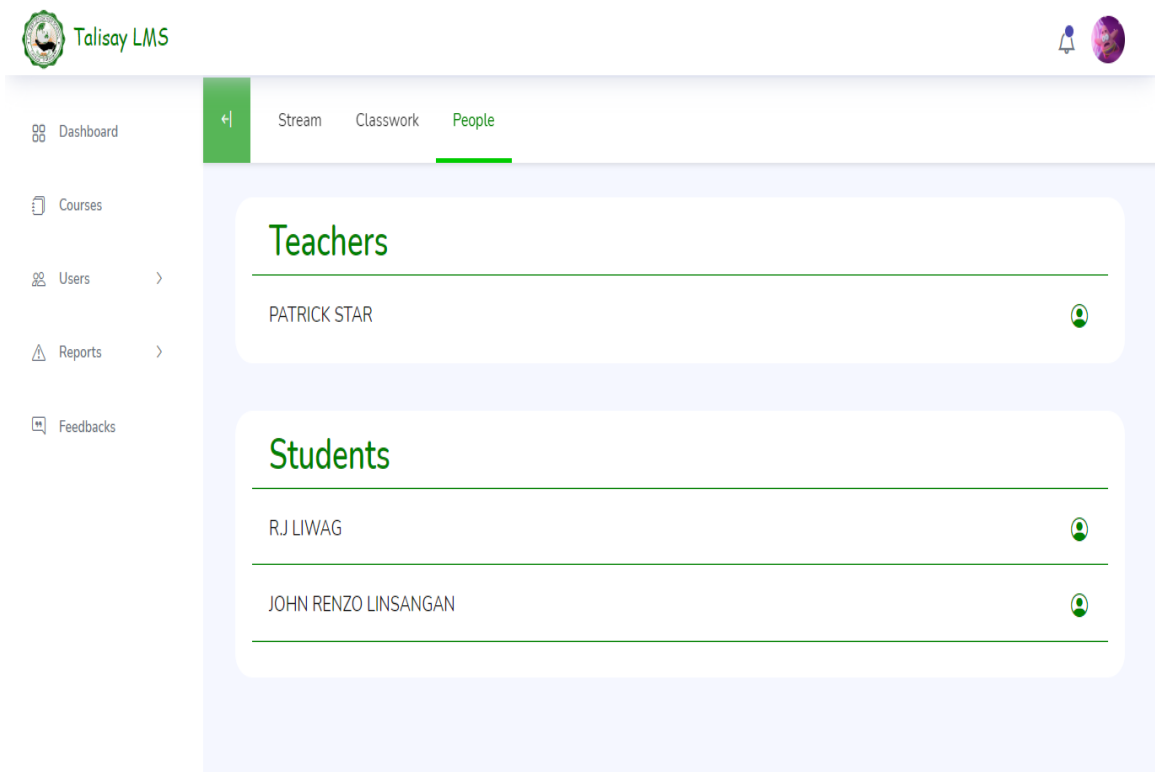 Talisay LMS
Dashboard
Courses
Users
Reports
Feedbacks
Stream Classwork People
Teachers
PATRICK STAR
Students
R.J LIWAG
JOHN RENZO LINSANGAN